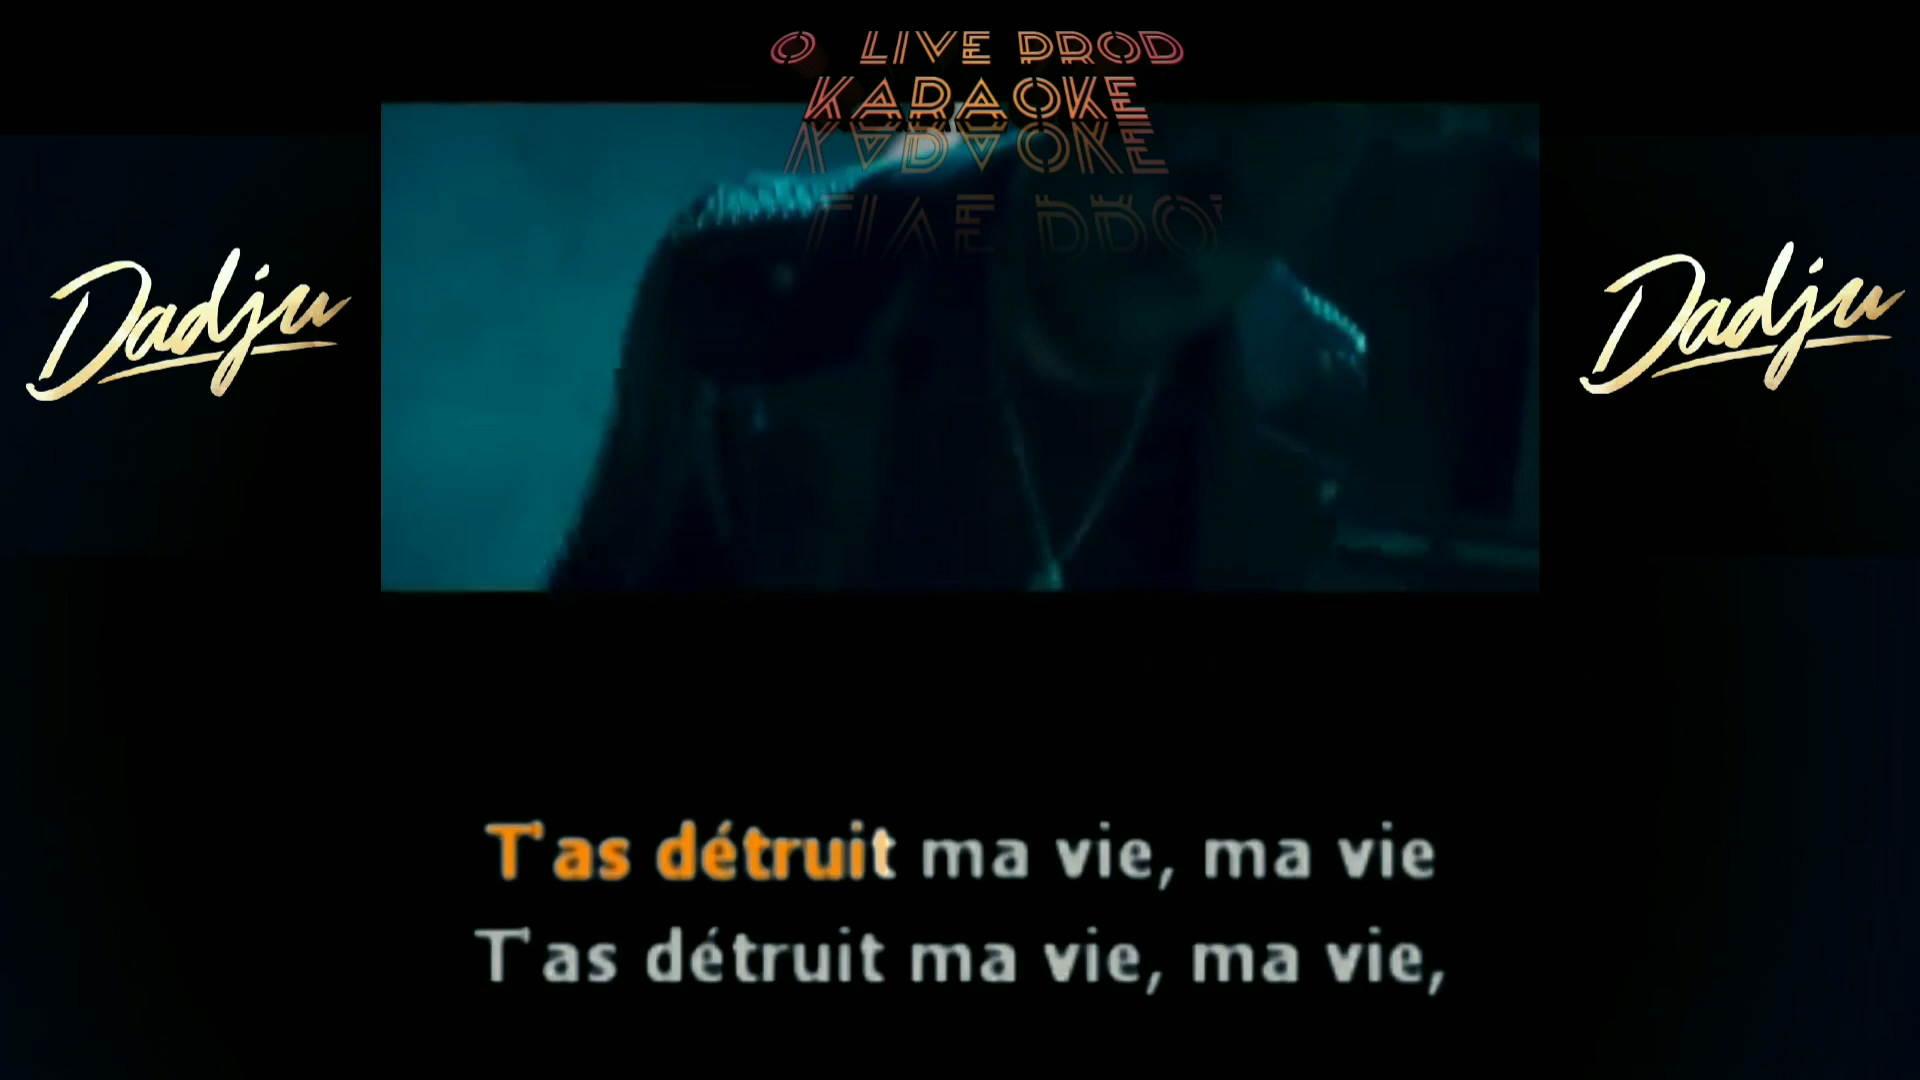 O LIVE PROD
KARAOKE
Dadju
Dadju
T'as détruit ma vie, ma vie
T'as détruit ma vie, ma vie,